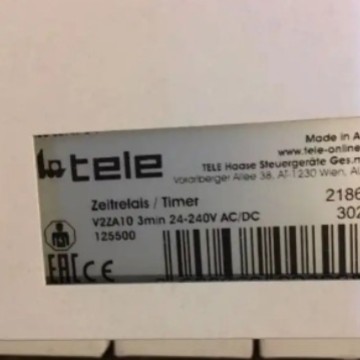 tele
Made in A
www.tele-online
TELE Haase Steuergeräte Ges.m
Vorarlberger Allee 38, AT-1230 Wien, A
Zeitrelais / Timer
V2ZA10 3min 24-240V AC/DC
125500
2186
302
EAC CE